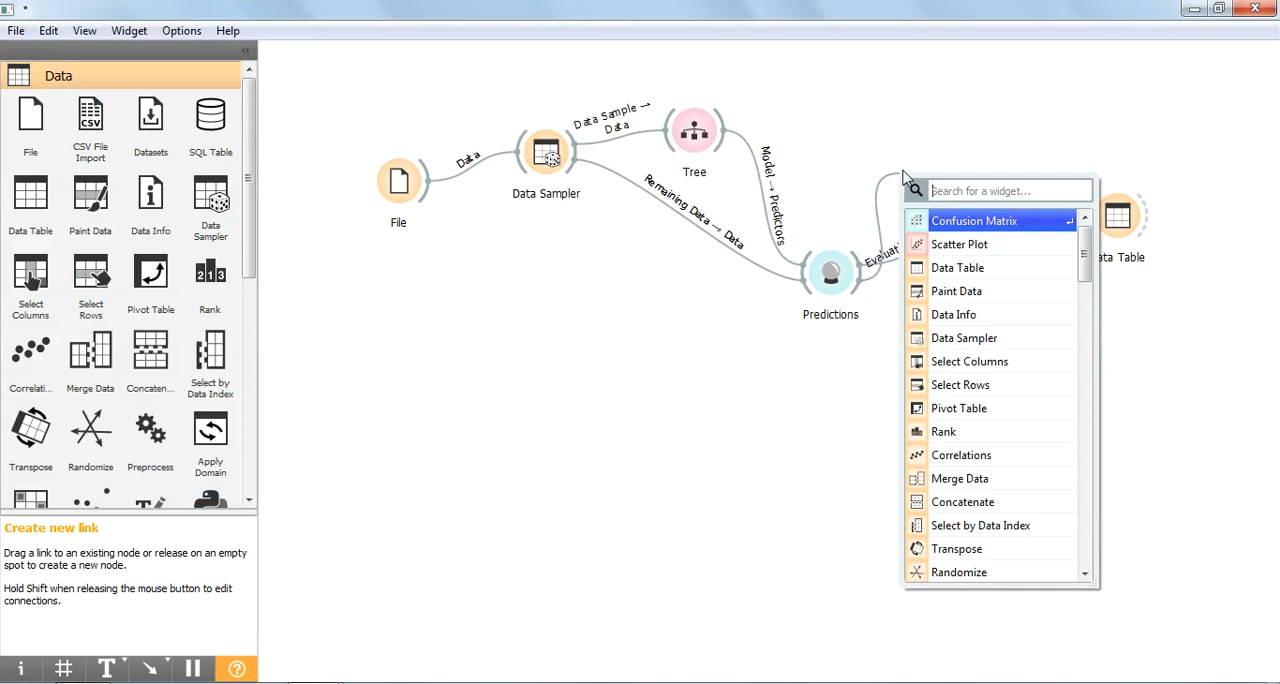 File Edit View Widget Options Help
Data
File
CSV File
Import
Datasets
SQL Table
Data Table
Paint Data
Data Info
Data
Sampler
Select
Columns
Select
Rows
Pivot Table
Rank
Correlati...
Merge Data
Concaten...
Select by
Data Index
Transpose
Randomize
Preprocess
Apply
Domain
Create new link
Drag a link to an existing node or release on an empty
spot to create a new node.
Hold Shift when releasing the mouse button to edit
connections.
File
Data
Data Sampler
Data Sample →
Data
Tree
Remaining Data → Data
Model → Predictors
Predictions
Evaluat
ata Table
Search for a widget...
Confusion Matrix
Scatter Plot
Data Table
Paint Data
Data Info
Data Sampler
Select Columns
Select Rows
Pivot Table
Rank
Correlations
Merge Data
Concatenate
Select by Data Index
Transpose
Randomize